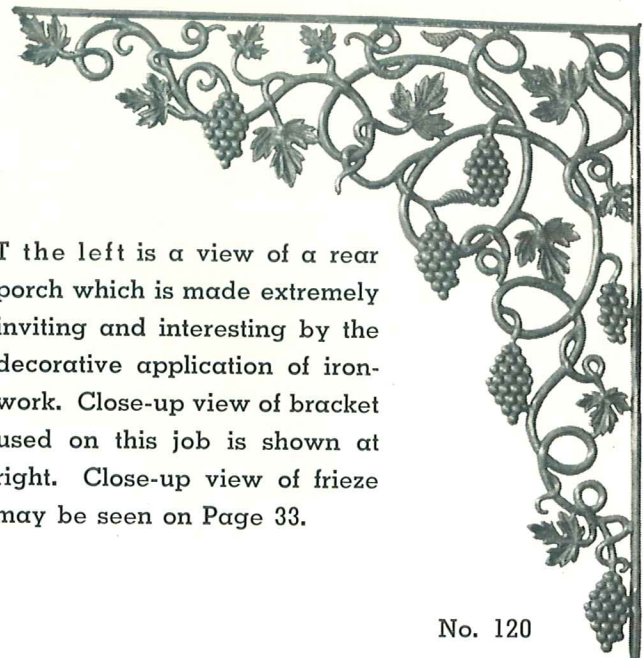 T the left is a view of a rear
porch which is made extremely
inviting and interesting by the
decorative application of iron-
work. Close-up view of bracket
used on this job is shown at
right. Close-up view of frieze
may be seen on Page 33.
No. 120